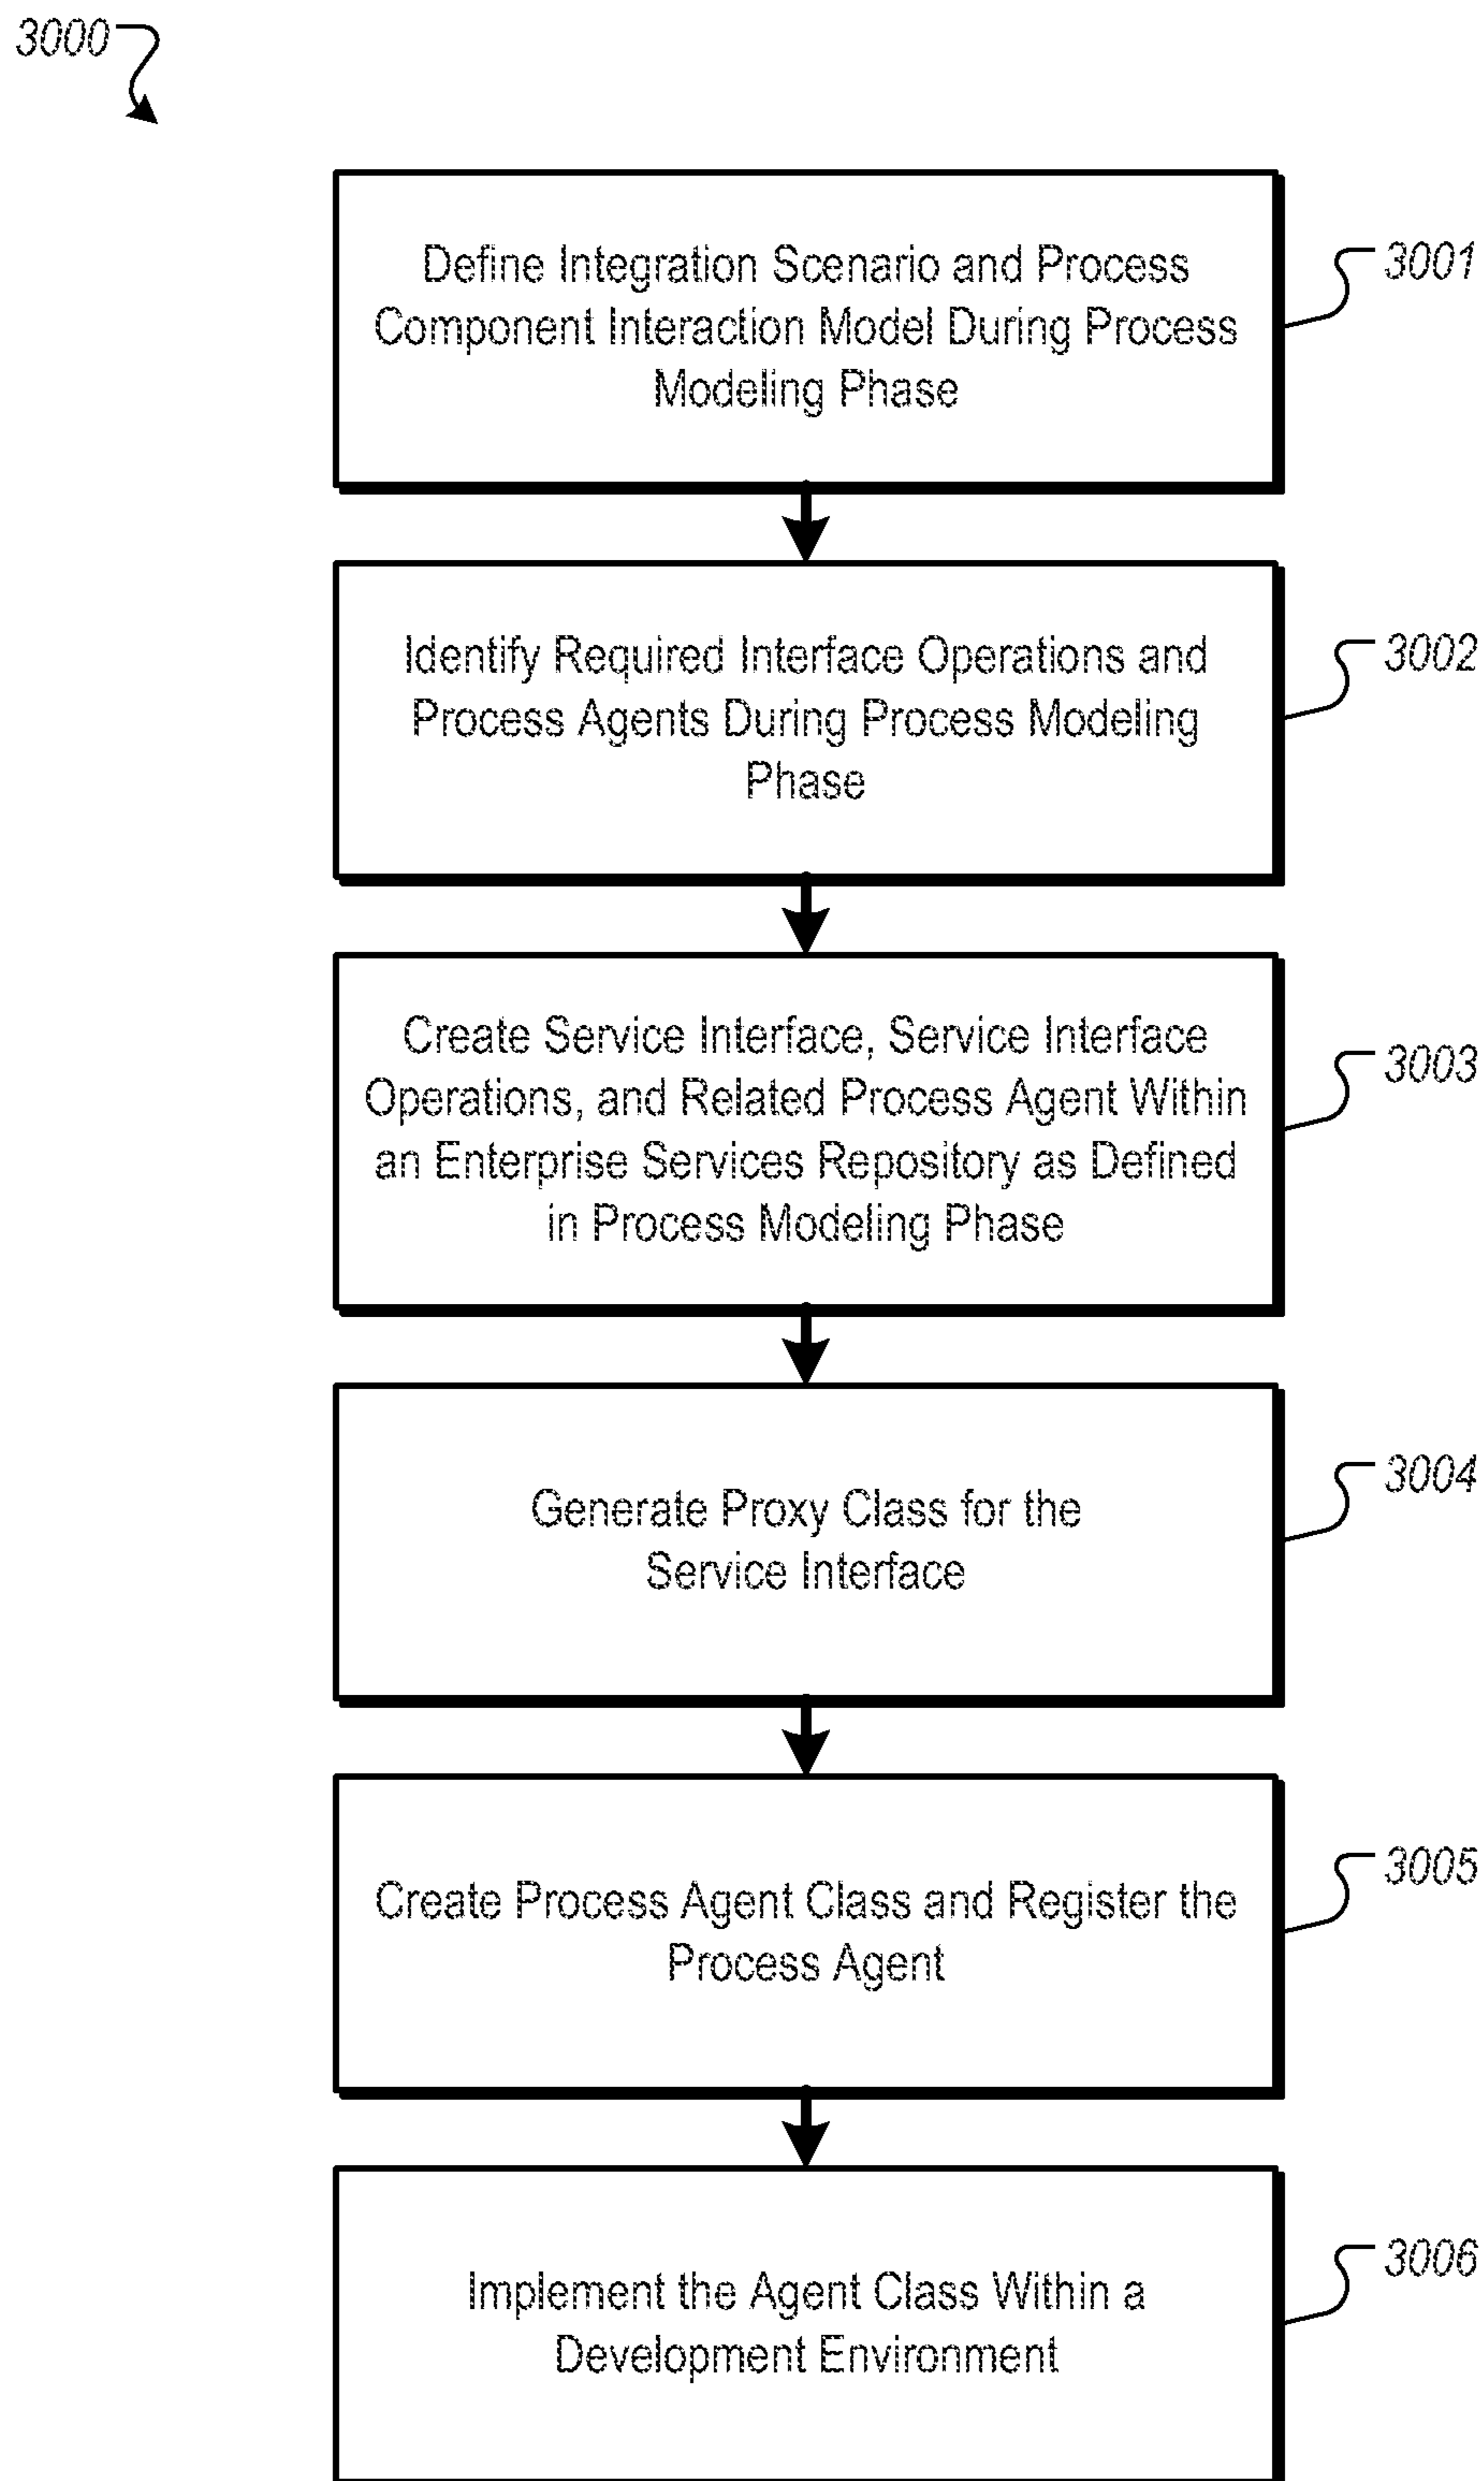 3000
Define Integration Scenario and Process
Component Interaction Model During Process
Modeling Phase
3001
Identify Required Interface Operations and
Process Agents During Process Modeling
Phase
3002
Create Service Interface, Service Interface
Operations, and Related Process Agent Within
an Enterprise Services Repository as Defined
in Process Modeling Phase
3003
Generate Proxy Class for the
Service Interface
3004
Create Process Agent Class and Register the
Process Agent
3005
Implement the Agent Class Within a
Development Environment
3006